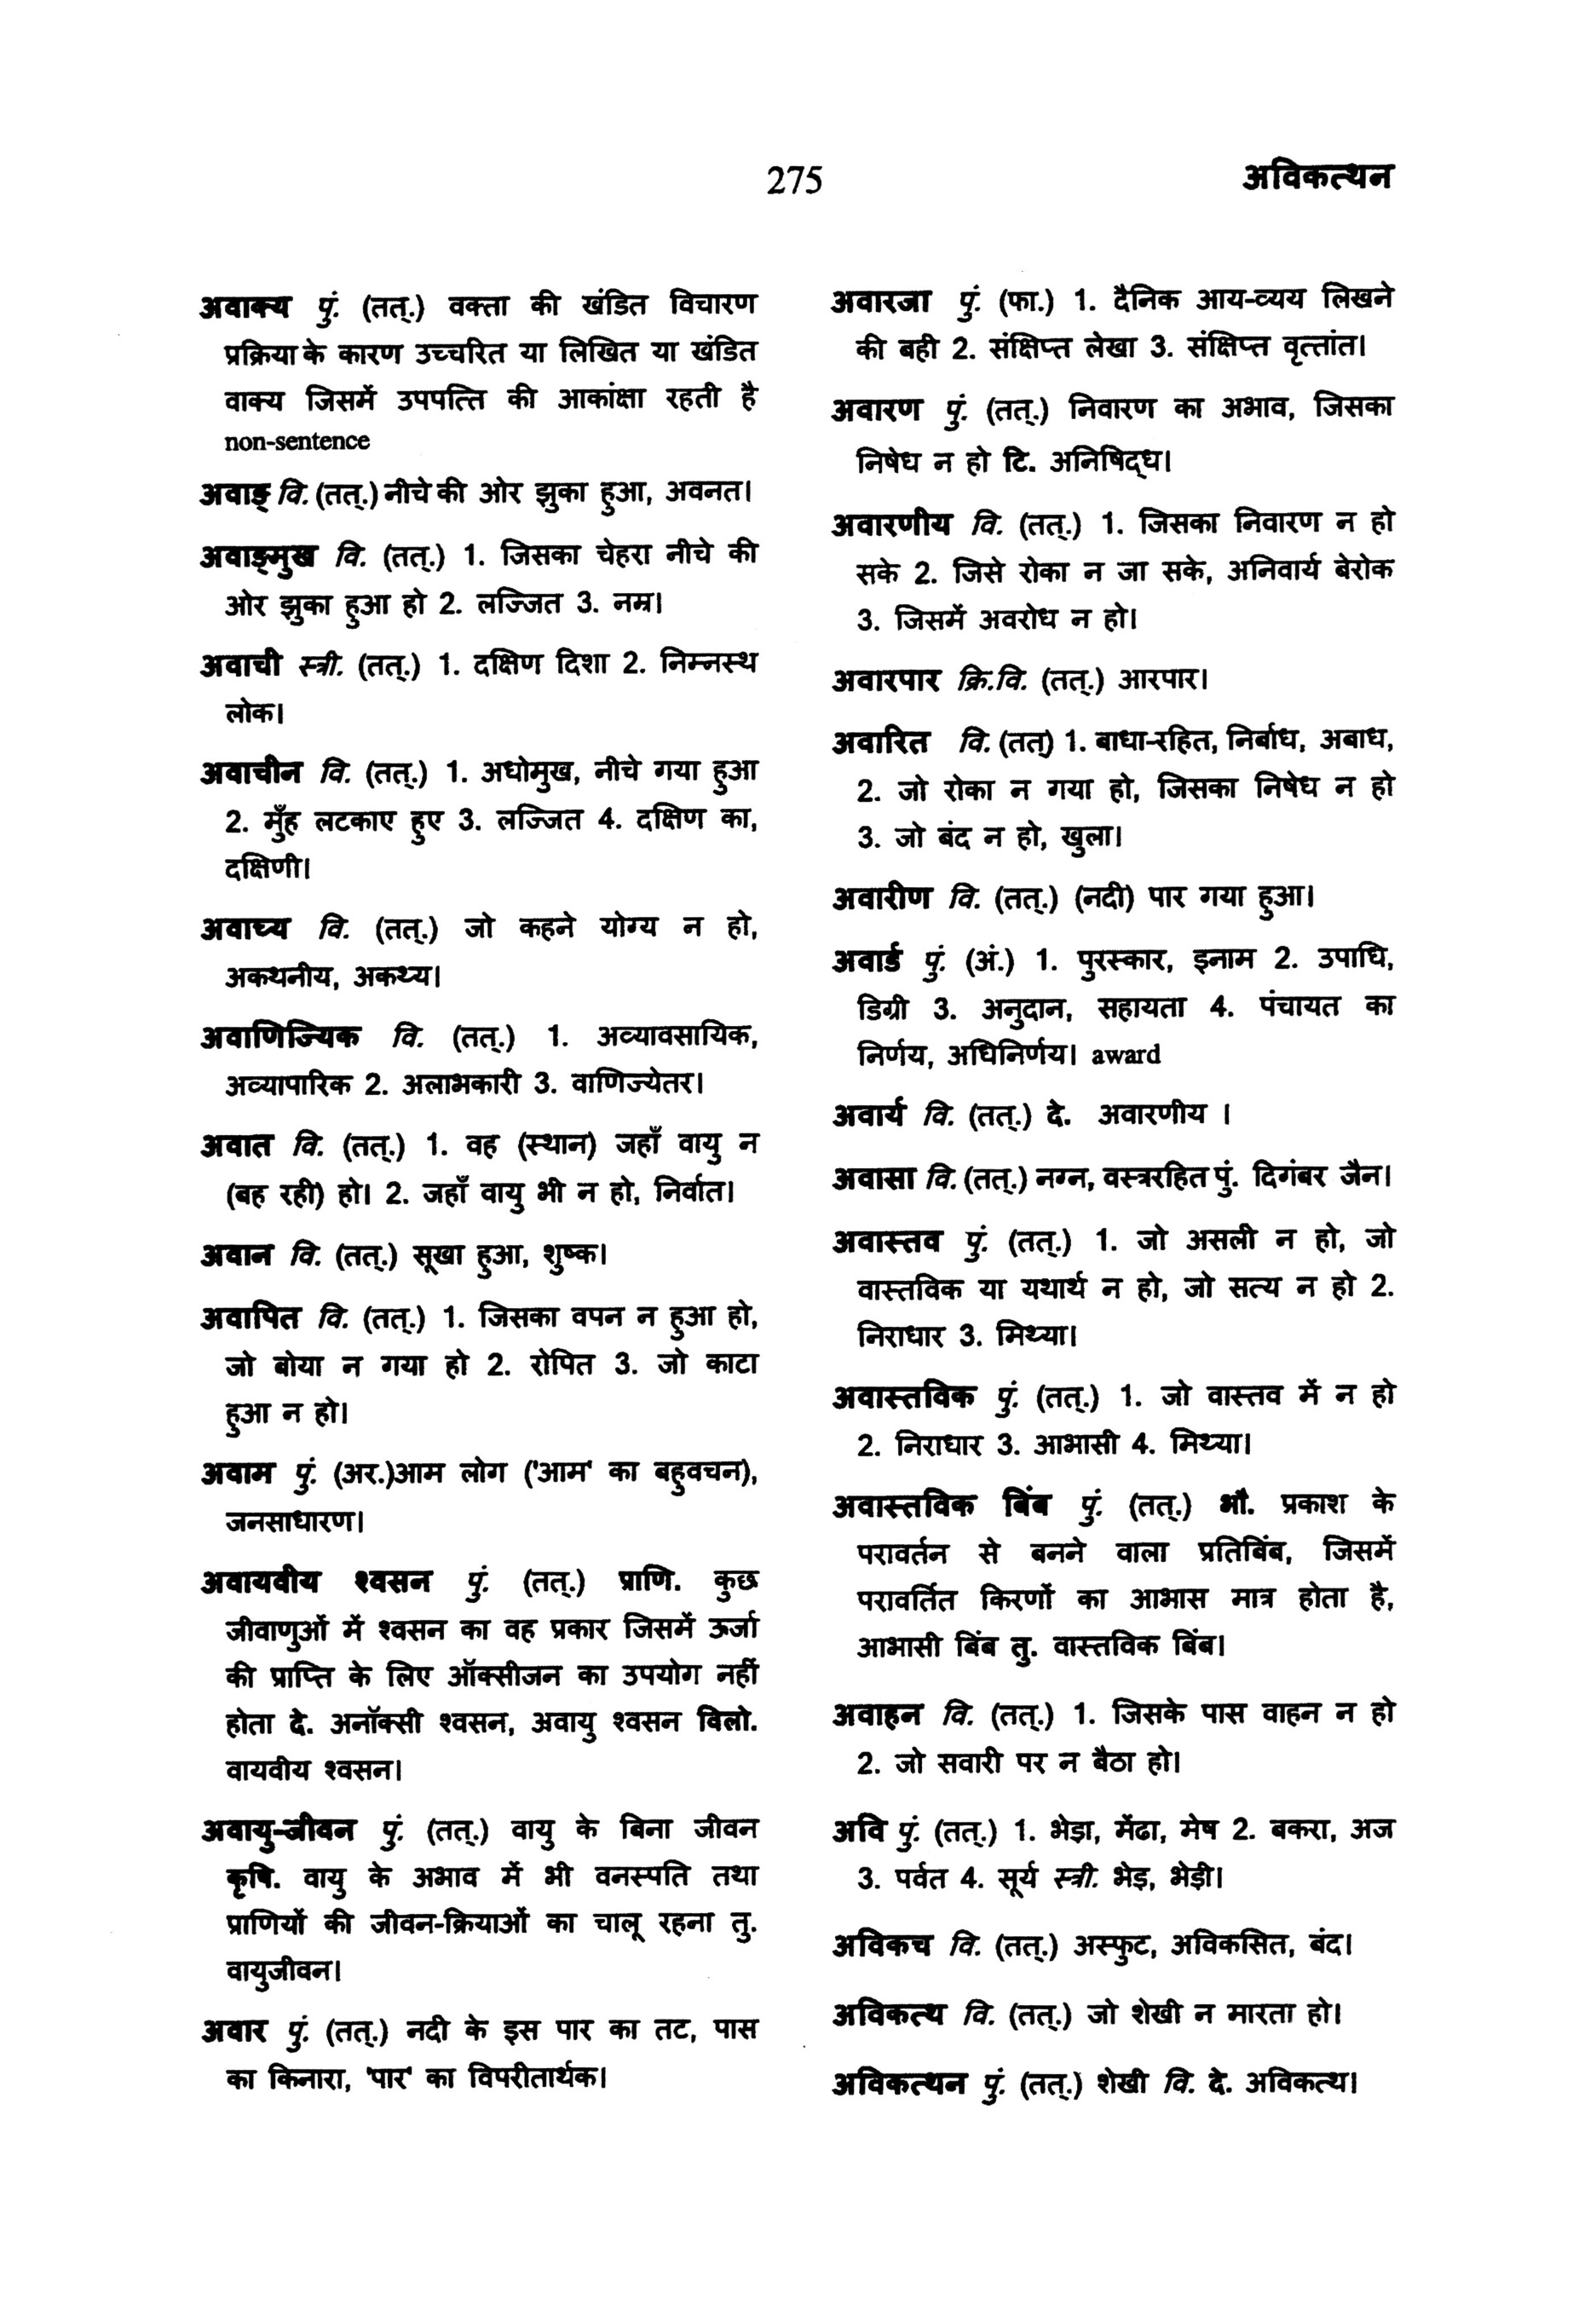 275
अविकत्थन
अवाक्य पुं. (तत्.) वक्ता की खंडित विचारण
प्रक्रिया के कारण उच्चरित या लिखित या खंडित
वाक्य जिसमें उपपत्ति की आकांक्षा रहती है
non-sentence
अवाङ् वि. (तत्.) नीचे की ओर झुका हुआ, अवनत।
अवाङ्मुख वि. (तत्.) 1. जिसका चेहरा नीचे की
ओर झुका हुआ हो 2. लज्जित 3. नम्र।
अवाची स्त्री. (तत्.) 1. दक्षिण दिशा 2. निम्नस्थ
लोक।
अवाचीन वि. (तत्.) 1. अधोमुख, नीचे गया हुआ
2. मुँह लटकाए हुए 3. लज्जित 4. दक्षिण का,
दक्षिणी।
अवाच्य वि. (तत्.) जो कहने योग्य न हो,
अकथनीय, अकथ्य।
अवाणिज्यिक वि. (तत्.) 1. अव्यावसायिक,
अव्यापारिक 2. अलाभकारी 3. वाणिज्येतर।
अवात वि. (तत्.) 1. वह (स्थान) जहाँ वायु न
(बह रही) हो। 2. जहाँ वायु भी न हो, निर्वात।
अवान वि. (तत्.) सूखा हुआ, शुष्क।
अवापित वि. (तत्.) 1. जिसका वपन न हुआ हो,
जो बोया न गया हो 2. रोपित 3. जो काटा
हुआ न हो।
अवाम पुं. (अर.)आम लोग ('आम' का बहुवचन),
जनसाधारण।
अवायवीय श्वसन पुं. (तत्.) प्राणि. कुछ
जीवाणुओं में श्वसन का वह प्रकार जिसमें ऊर्जा
की प्राप्ति के लिए ऑक्सीजन का उपयोग नहीं
होता दे. अनॉक्सी श्वसन, अवायु श्वसन विलो.
वायवीय श्वसन।
अवायु-जीवन पुं. (तत्.) वायु के बिना जीवन
कृषि. वायु के अभाव में भी वनस्पति तथा
प्राणियों की जीवन-क्रियाओं का चालू रहना तु.
वायुजीवन।
अवार पुं. (तत्.) नदी के इस पार का तट, पास
का किनारा, 'पार' का विपरीतार्थक।
अवारजा पुं. (फा.) 1. दैनिक आय-व्यय लिखने
की बही 2. संक्षिप्त लेखा 3. संक्षिप्त वृत्तांत।
अवारण पुं. (तत्.) निवारण का अभाव, जिसका
निषेध न हो टि. अनिषिद्ध।
अवारणीय वि. (तत्.) 1. जिसका निवारण न हो
सके 2. जिसे रोका न जा सके, अनिवार्य बेरोक
3. जिसमें अवरोध न हो।
अवारपार क्रि.वि. (तत्.) आरपार।
अवारित वि. (तत्) 1. बाधा-रहित, निर्बाध, अबाध,
2. जो रोका न गया हो, जिसका निषेध न हो
3. जो बंद न हो, खुला।
अवारीण वि. (तत्.) (नदी) पार गया हुआ।
अवार्ड पुं. (अं.) 1. पुरस्कार, इनाम 2. उपाधि,
डिग्री 3. अनुदान, सहायता 4. पंचायत का
निर्णय, अधिनिर्णय। award
अवार्य वि. (तत्.) दे. अवारणीय ।
अवासा वि. (तत्.) नग्न, वस्त्ररहित पुं. दिगंबर जैन।
अवास्तव पुं. (तत्.) 1. जो असली न हो, जो
वास्तविक या यथार्थ न हो, जो सत्य न हो 2.
निराधार 3. मिथ्या।
अवास्तविक पुं. (तत्.) 1. जो वास्तव में न हो
2. निराधार 3. आभासी 4. मिथ्या।
अवास्तविक बिंब पुं. (तत्.) भौ. प्रकाश के
परावर्तन से बनने वाला प्रतिबिंब, जिसमें
परावर्तित किरणों का आभास मात्र होता है,
आभासी बिंब तु. वास्तविक बिंब।
अवाहन वि. (तत्.) 1. जिसके पास वाहन न हो
2. जो सवारी पर न बैठा हो।
अवि पुं. (तत्.) 1. भेड़ा, मेंढा, मेष 2. बकरा, अज
3. पर्वत 4. सूर्य स्त्री. भेड़, भेड़ी।
अविकच वि. (तत्.) अस्फुट, अविकसित, बंद।
अविकत्थ वि. (तत्.) जो शेखी न मारता हो।
अविकत्थन पुं. (तत्.) शेखी वि. दे. अविकत्थ।